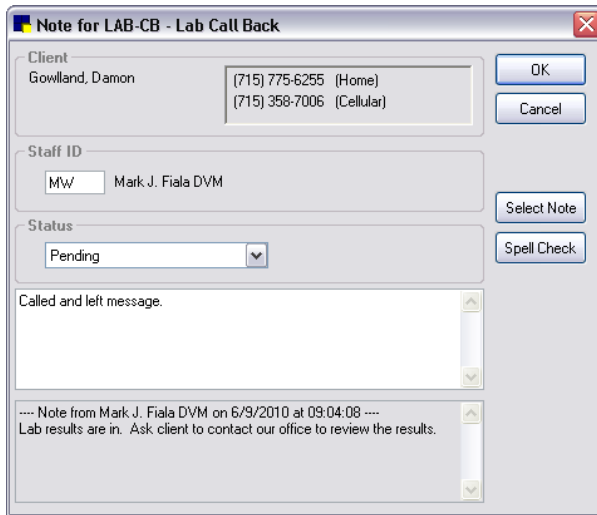 Note for LAB-CB - Lab Call Back
Client
Gowlland, Damon
(715) 775-6255 (Home)
(715) 358-7006 (Cellular)
OK
Cancel
Staff ID
MW Mark J. Fiala DVM
Select Note
Status
Pending
Spell Check
Called and left message.
---- Note from Mark J. Fiala DVM on 6/9/2010 at 09:04:08 ----
Lab results are in. Ask client to contact our office to review the results.